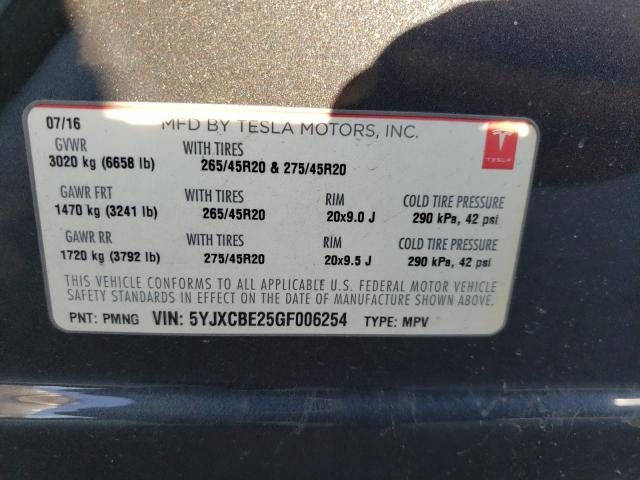 07/16 MFD BY TESLA MOTORS, INC.
GVWR WITH TIRES
3020 kg (6658 lb) 265/45R20 & 275/45R20
TESLA
GAWR FRT WITH TIRES RIM COLD TIRE PRESSURE
1470 kg (3241 lb) 265/45R20 20x9.0 J 290 kPa, 42 psi
GAWR RR WITH TIRES RIM COLD TIRE PRESSURE
1720 kg (3792 lb) 275/45R20 20x9.5 J 290 kPa, 42 psi
THIS VEHICLE CONFORMS TO ALL APPLICABLE U.S. FEDERAL MOTOR VEHICLE
SAFETY STANDARDS IN EFFECT ON THE DATE OF MANUFACTURE SHOWN ABOVE.
PNT: PMNG VIN: 5YJXCBE25GF006254 TYPE: MPV